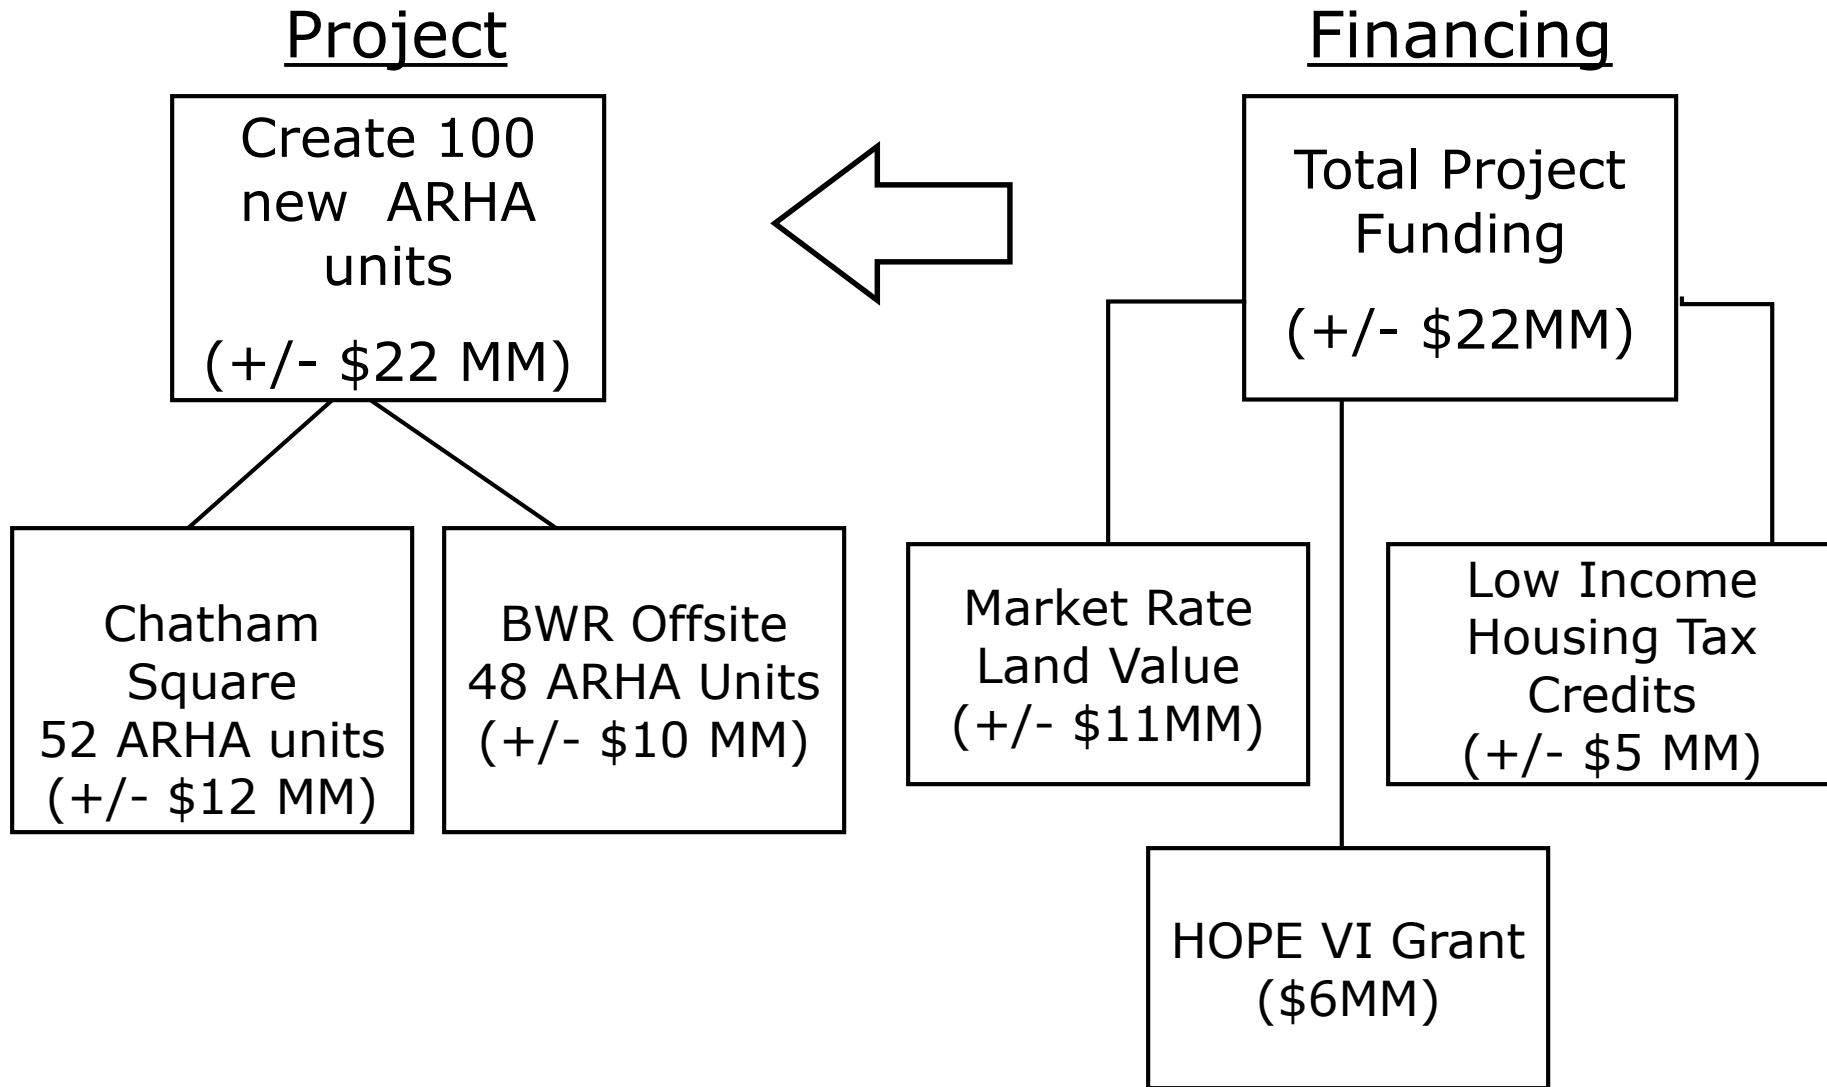 Project
Create 100
new ARHA
units
(+/- $22 MM)
Chatham
Square
52 ARHA units
(+/- $12 MM)
BWR Offsite
48 ARHA Units
(+/- $10 MM)
Financing
Total Project
Funding
(+/- $22MM)
Market Rate
Land Value
(+/- $11MM)
HOPE VI Grant
($6MM)
Low Income
Housing Tax
Credits
(+/- $5 MM)